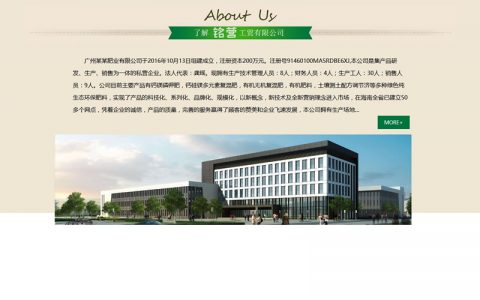 About Us
了解 铭营 工贸有限公司
广州某某肥业有限公司于2016年10月13日组建成立，注册资本200万元。注册号91460100MASRDBE6XJ,本公司是集产品研
发、生产、销售为一体的私营企业。法人代表：龚辉。现拥有生产技术管理人员：8人；财务人员：4人；生产工人：30人；销售人
员：9人。公司目前主要产品有钙镁磷钾肥，钙硅镁多元素复混肥，有机无机复混肥，有机肥料，土壤测土配方调节济等多种绿色纯
生态环保肥料，实现了产品的科技化、系列化、品牌化、规模化，以新概念，新技术及全新营销理念进入市场，在海南全省已建立50
多个网点，凭着企业的诚信，产品的质量，完善的服务赢得了顾客的赞美和企业飞速发展，本公司拥有生产场地...
MORE+